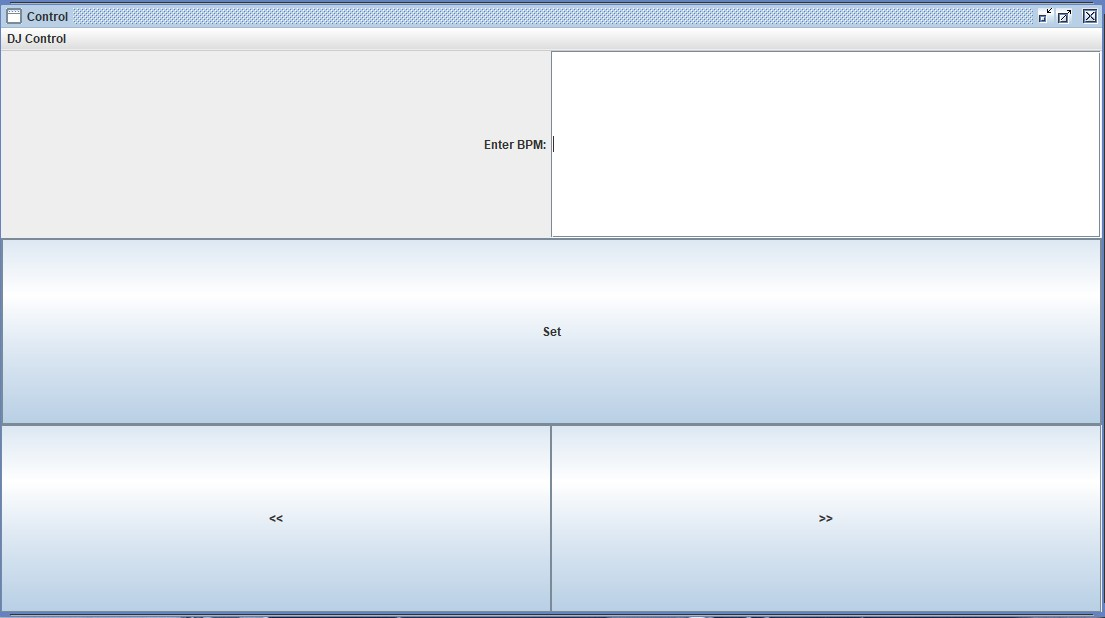 Control
DJ Control
Enter BPM:
Set
<<
>>